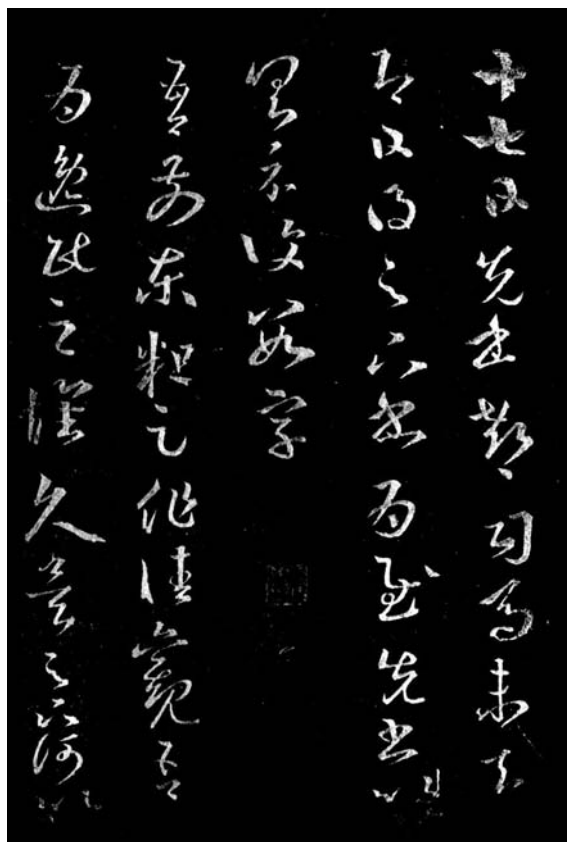 十七日先書郗司馬未去
即日得足下書為慰先書以
具示復數字
吾前東粗足作佳觀吾
為逸民之懷久矣足下何以